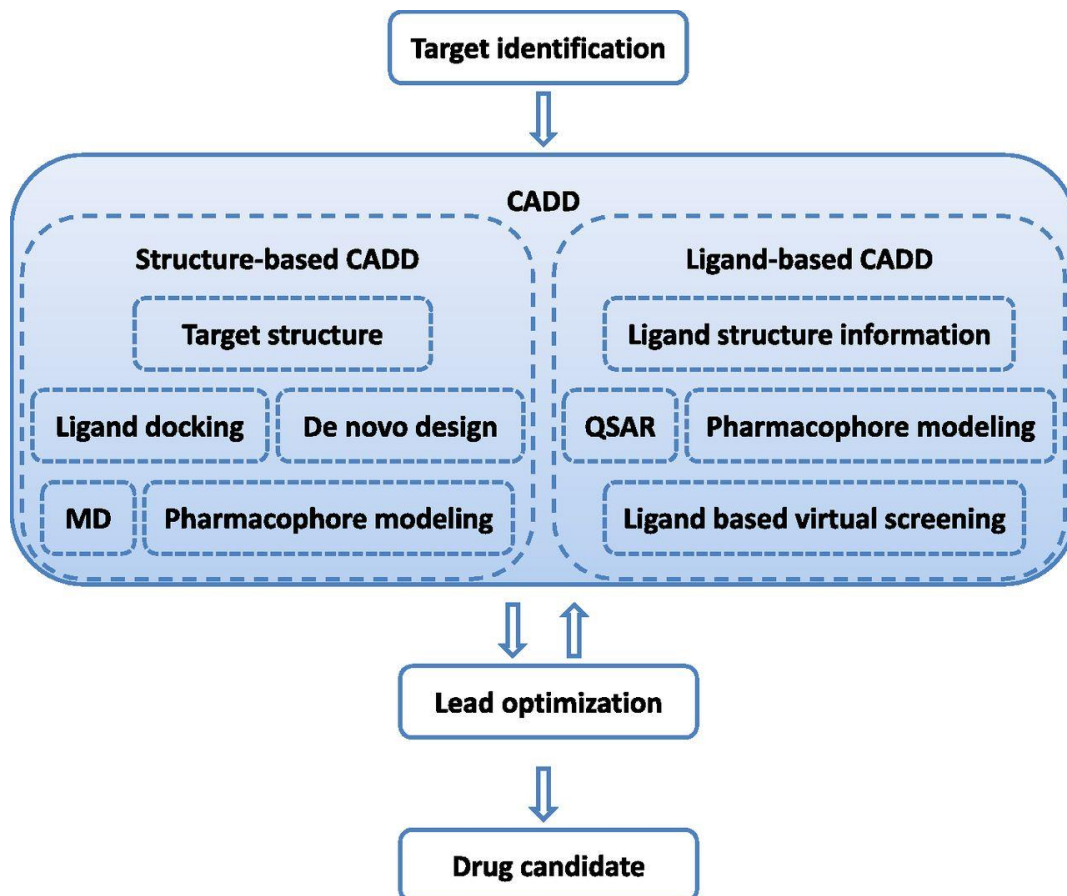 Target identification
CADD
Structure-based CADD
Target structure
Ligand docking
De novo design
MD
Pharmacophore modeling
Ligand-based CADD
Ligand structure information
QSAR
Pharmacophore modeling
Ligand based virtual screening
Lead optimization
Drug candidate